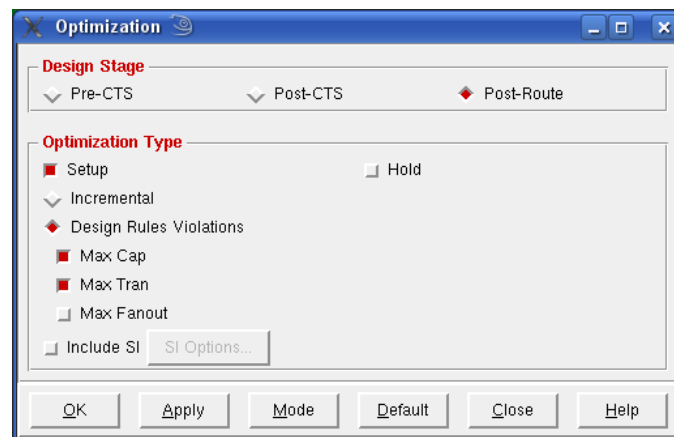 Optimization
Design Stage
Pre-CTS Post-CTS Post-Route
Optimization Type
Setup Hold
Incremental
Design Rules Violations
Max Cap
Max Tran
Max Fanout
Include SI SI Options...
OK Apply Mode Default Close Help